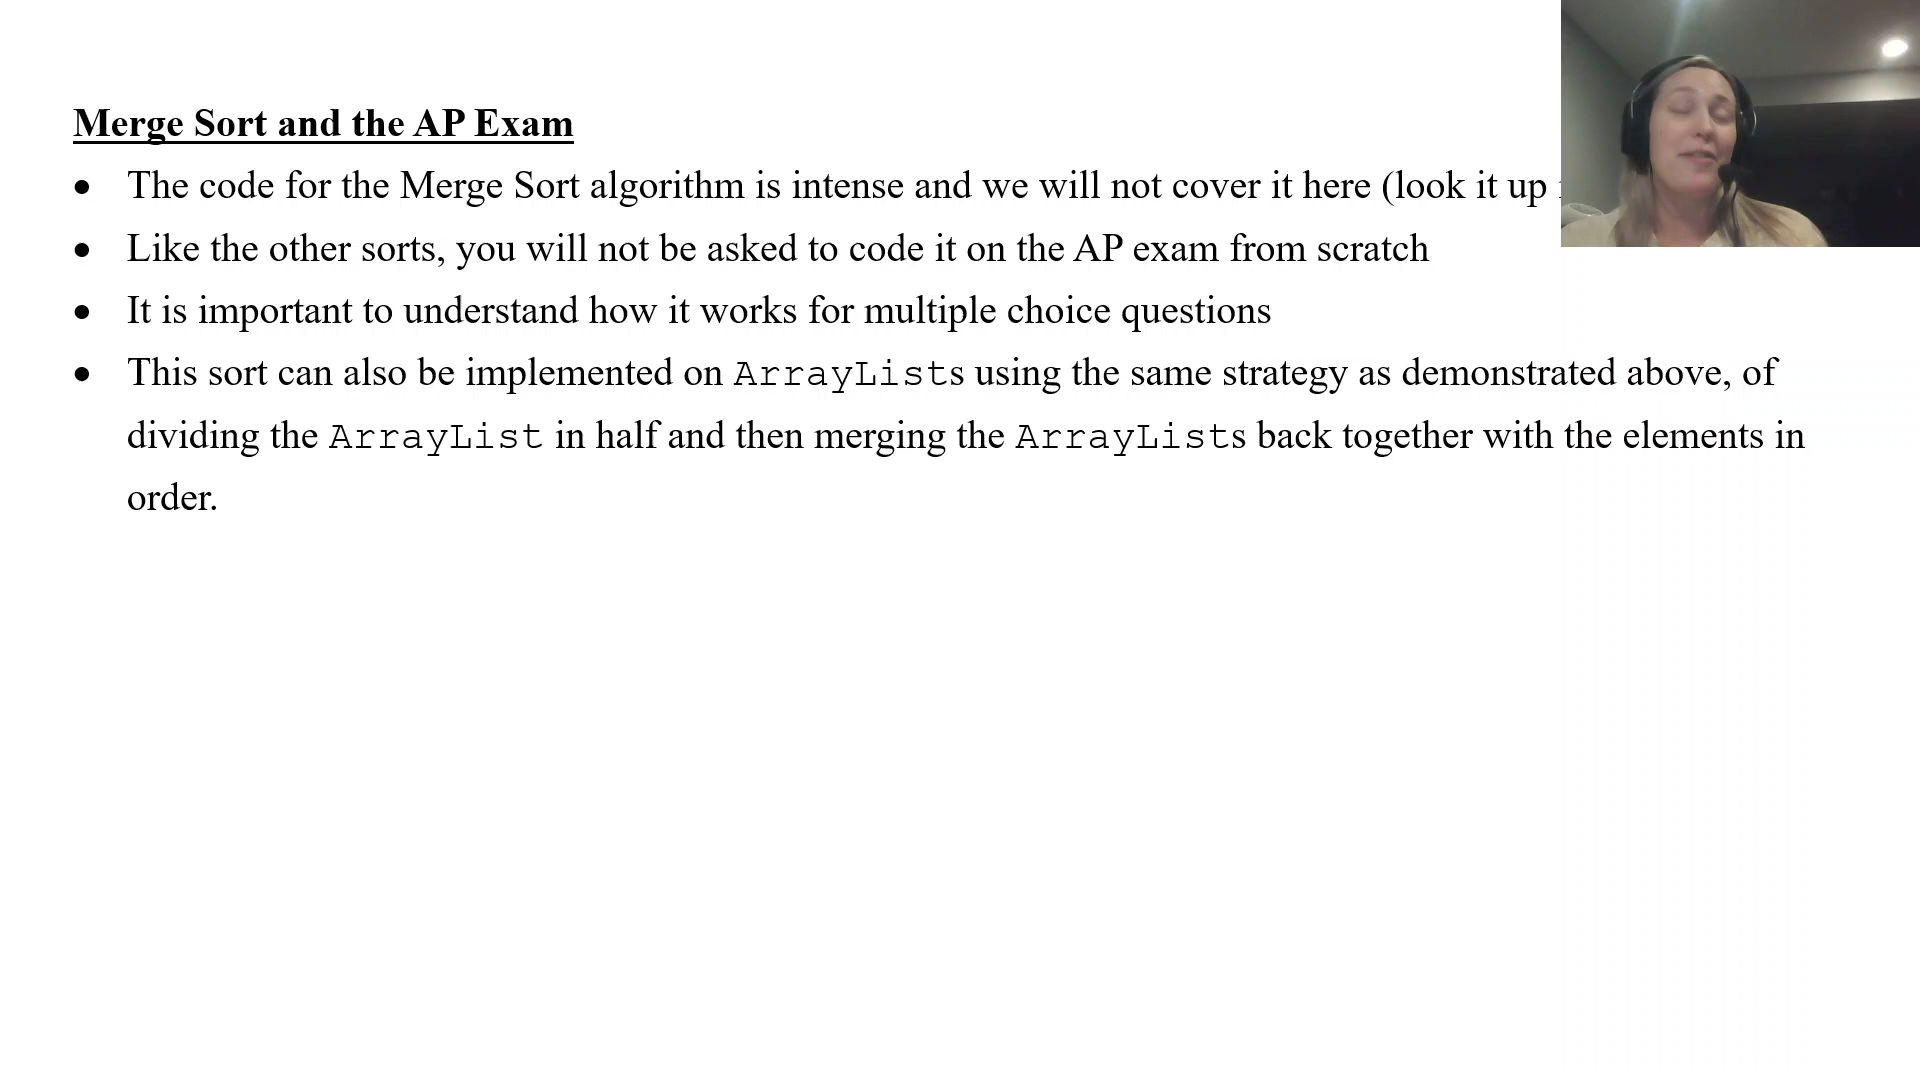 Merge Sort and the AP Exam
• The code for the Merge Sort algorithm is intense and we will not cover it here (look it up
• Like the other sorts, you will not be asked to code it on the AP exam from scratch
• It is important to understand how it works for multiple choice questions
• This sort can also be implemented on ArrayLists using the same strategy as demonstrated above, of
dividing the ArrayList in half and then merging the ArrayLists back together with the elements in
order.